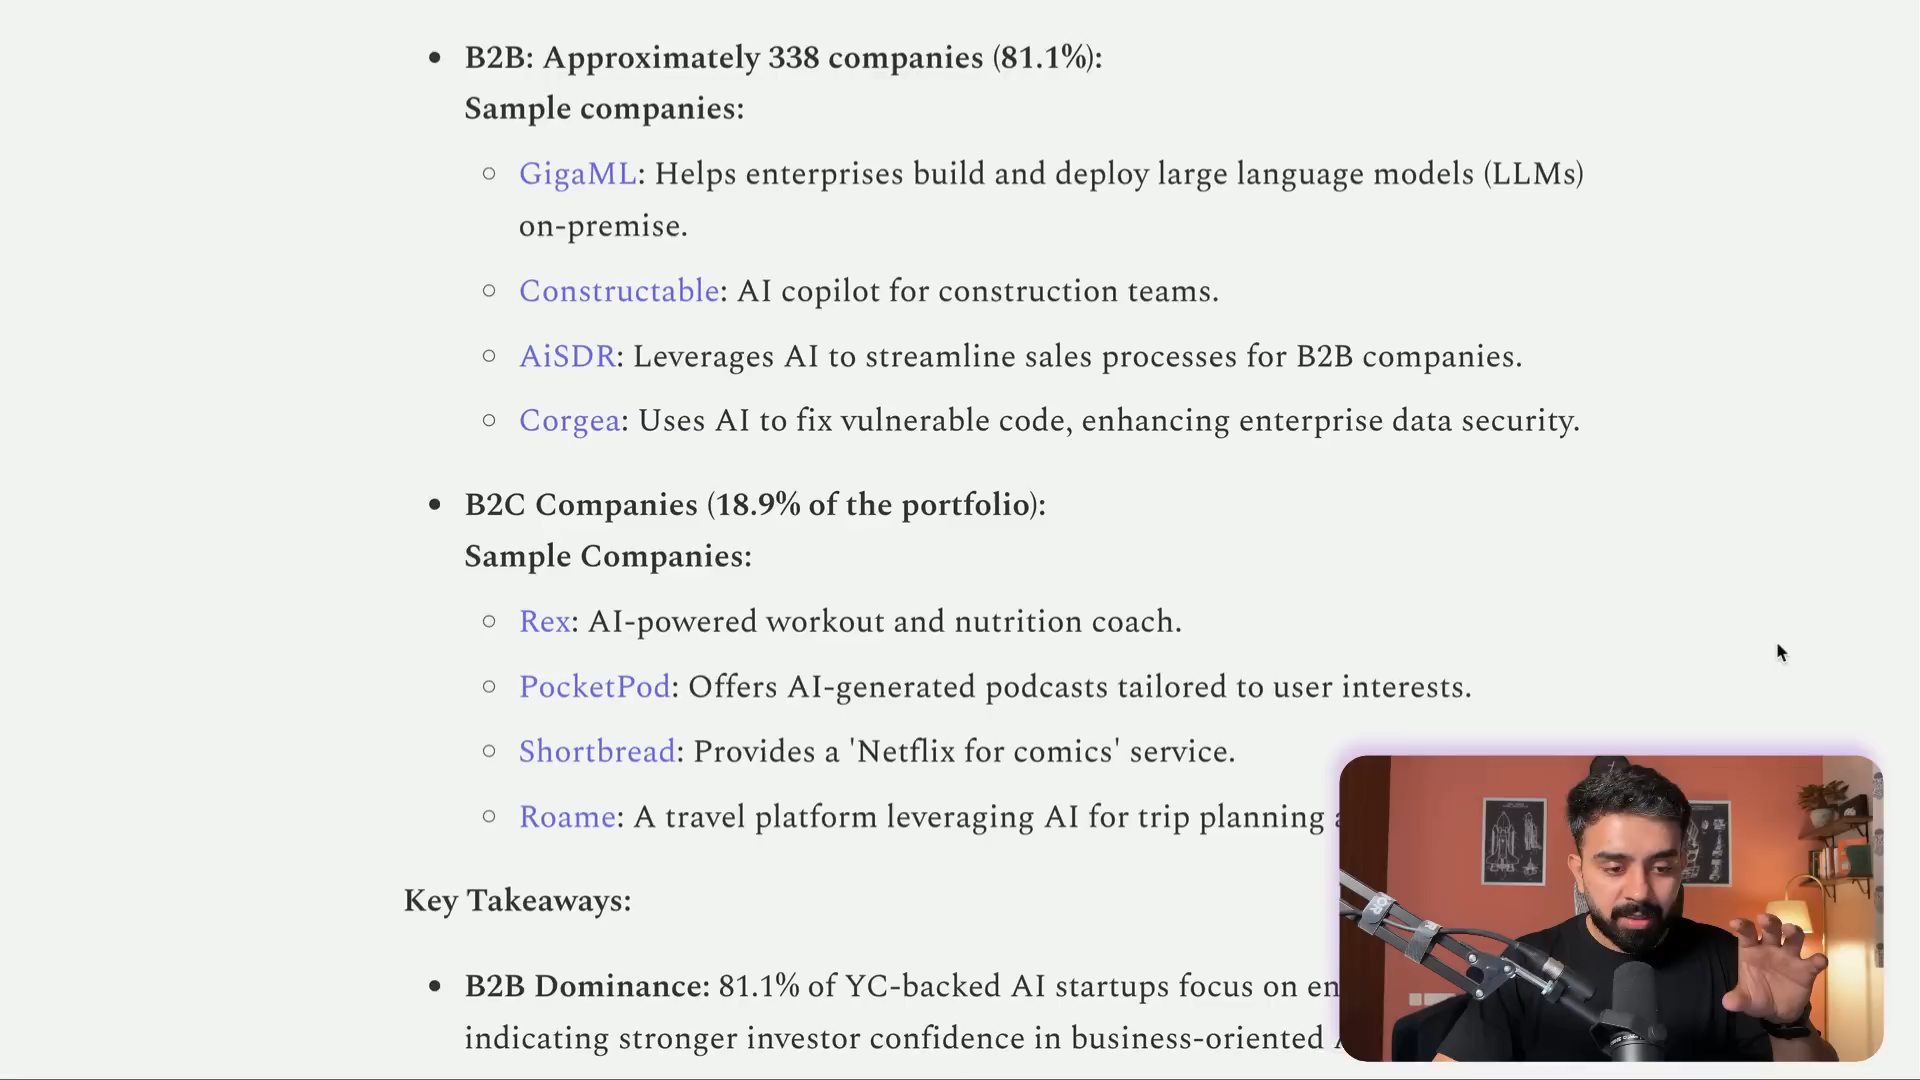 B2B: Approximately 338 companies (81.1%):
Sample companies:
GigaML: Helps enterprises build and deploy large language models (LLMs)
on-premise.
Constructable: AI copilot for construction teams.
AiSDR: Leverages AI to streamline sales processes for B2B companies.
Corgea: Uses AI to fix vulnerable code, enhancing enterprise data security.
B2C Companies (18.9% of the portfolio):
Sample Companies:
Rex: AI-powered workout and nutrition coach.
PocketPod: Offers AI-generated podcasts tailored to user interests.
Shortbread: Provides a 'Netflix for comics' service.
Roame: A travel platform leveraging AI for trip planning
Key Takeaways:
B2B Dominance: 81.1% of YC-backed AI startups focus on en
indicating stronger investor confidence in business-oriented